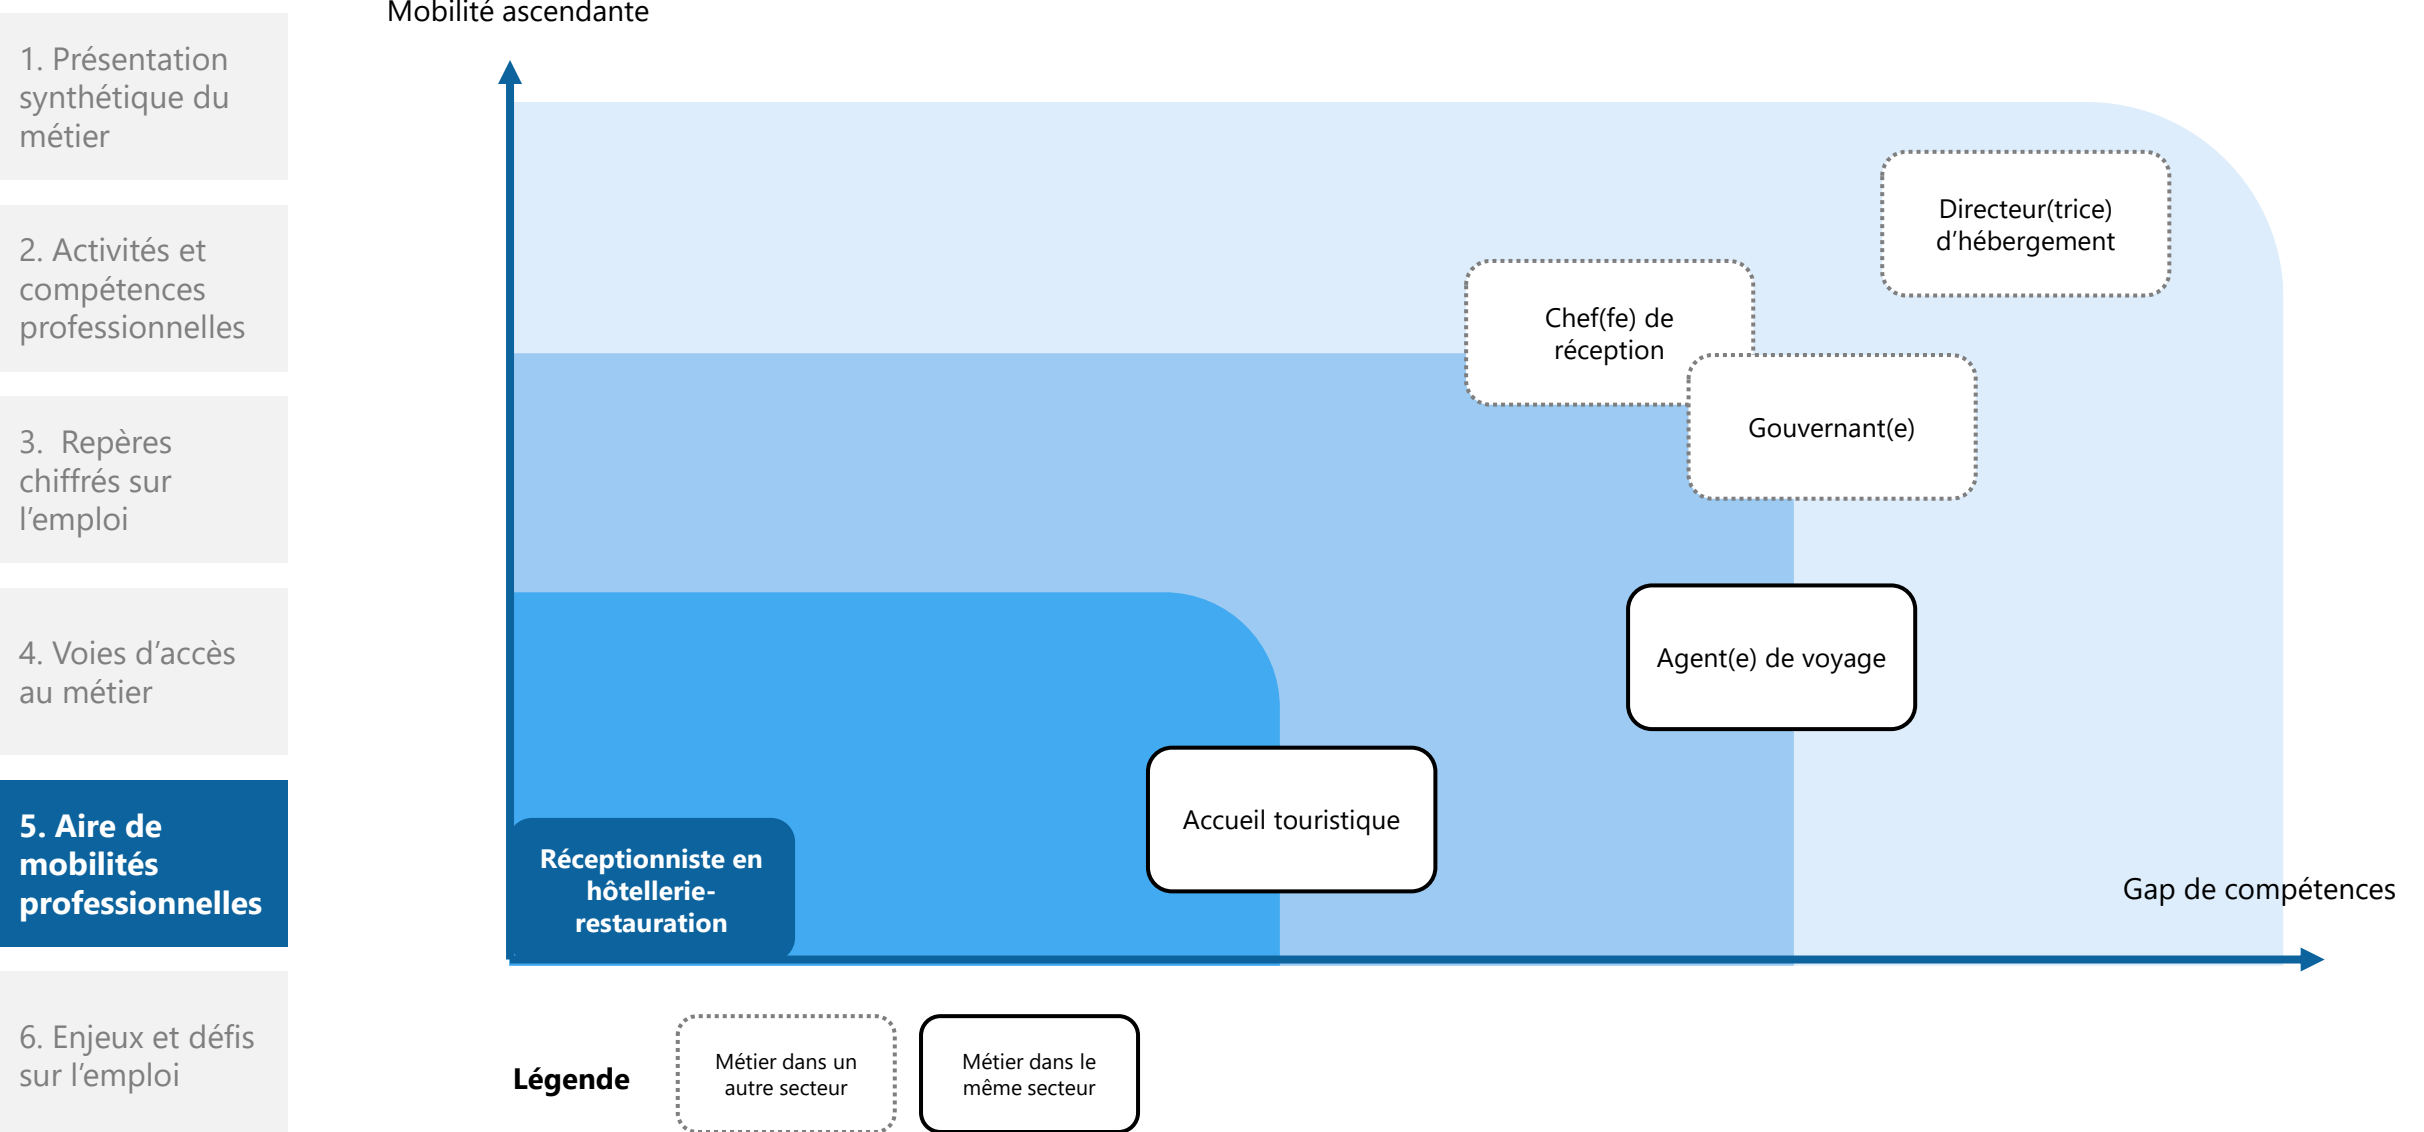 Mobilité ascendante
1. Présentation
synthétique du
métier
2. Activités et
compétences
professionnelles
3. Repères
chiffrés sur
l’emploi
4. Voies d’accès
au métier
5. Aire de
mobilités
professionnelles
6. Enjeux et défis
sur l’emploi
Directeur(trice)
d’hébergement
Chef(fe) de
réception
Gouvernant(e)
Agent(e) de voyage
Accueil touristique
Réceptionniste en
hôtellerie-
restauration
Gap de compétences
Légende
Métier dans un
autre secteur
Métier dans le
même secteur